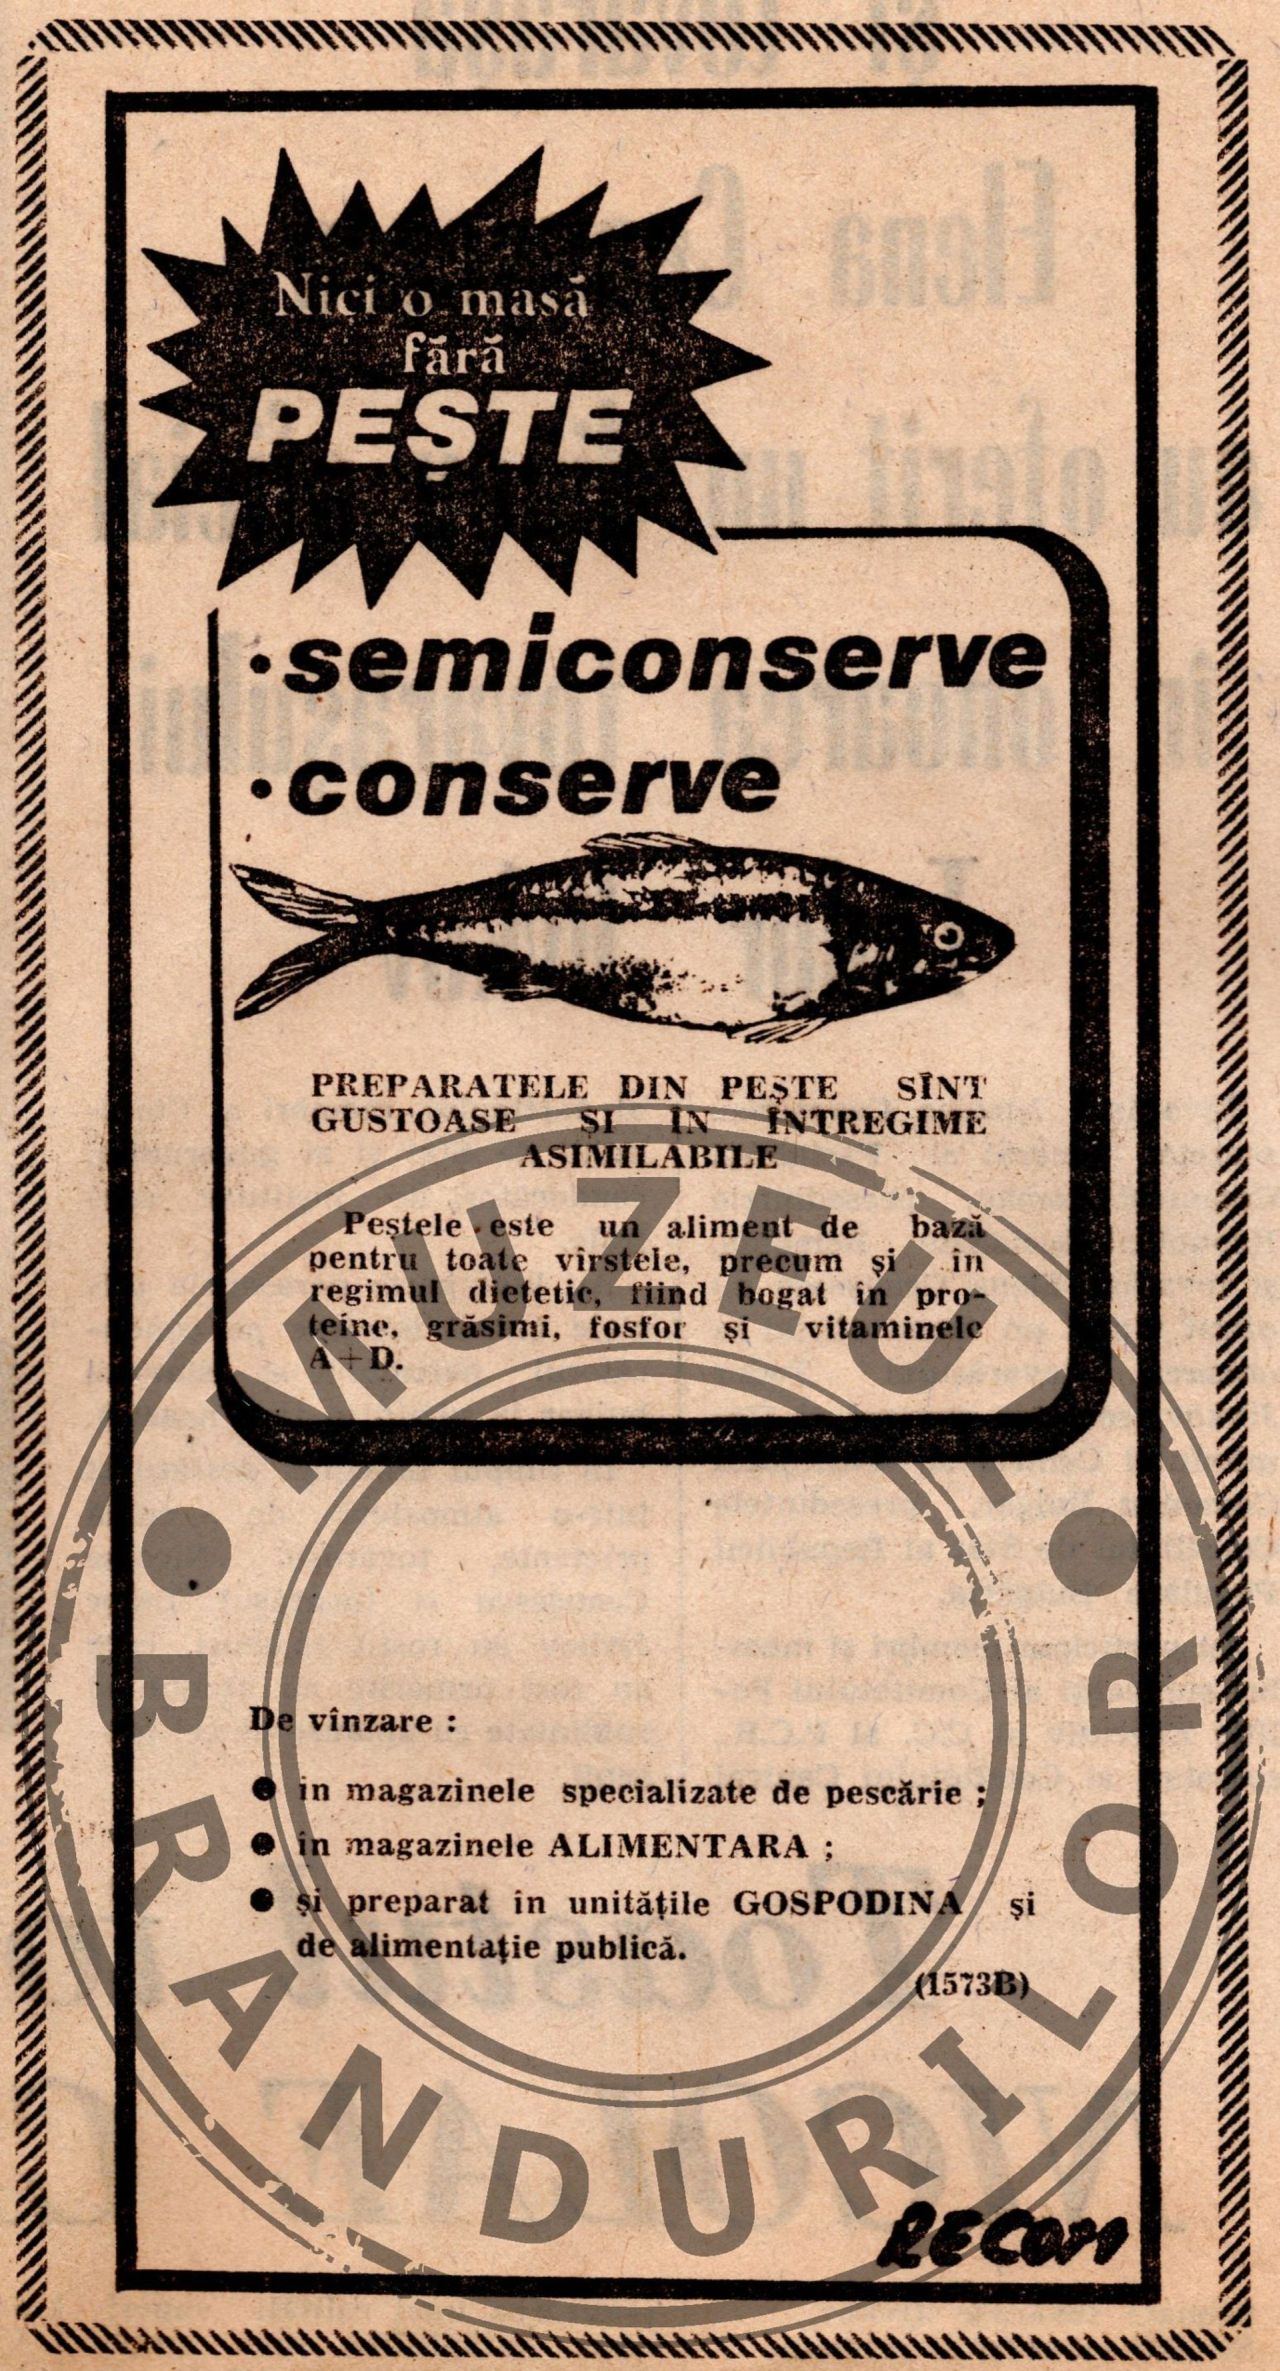 Nici o masă
fără
PEȘTE
•semiconserve
•conserve
PREPARATELE DIN PEȘTE SÎNT
GUSTOASE ȘI ÎN ÎNTREGIME
ASIMILABILE
Peștele este un aliment de bază
pentru toate vîrstele, precum și în
regimul dietetic, fiind bogat în pro-
teine, grăsimi, fosfor și vitaminele
A+D.
MUZEUL
De vînzare :
● în magazinele specializate de pescărie ;
● în magazinele ALIMENTARA ;
● și preparat în unitățile GOSPODINA și
de alimentație publică.
(1573B)
BRANDURILOR
RECOM